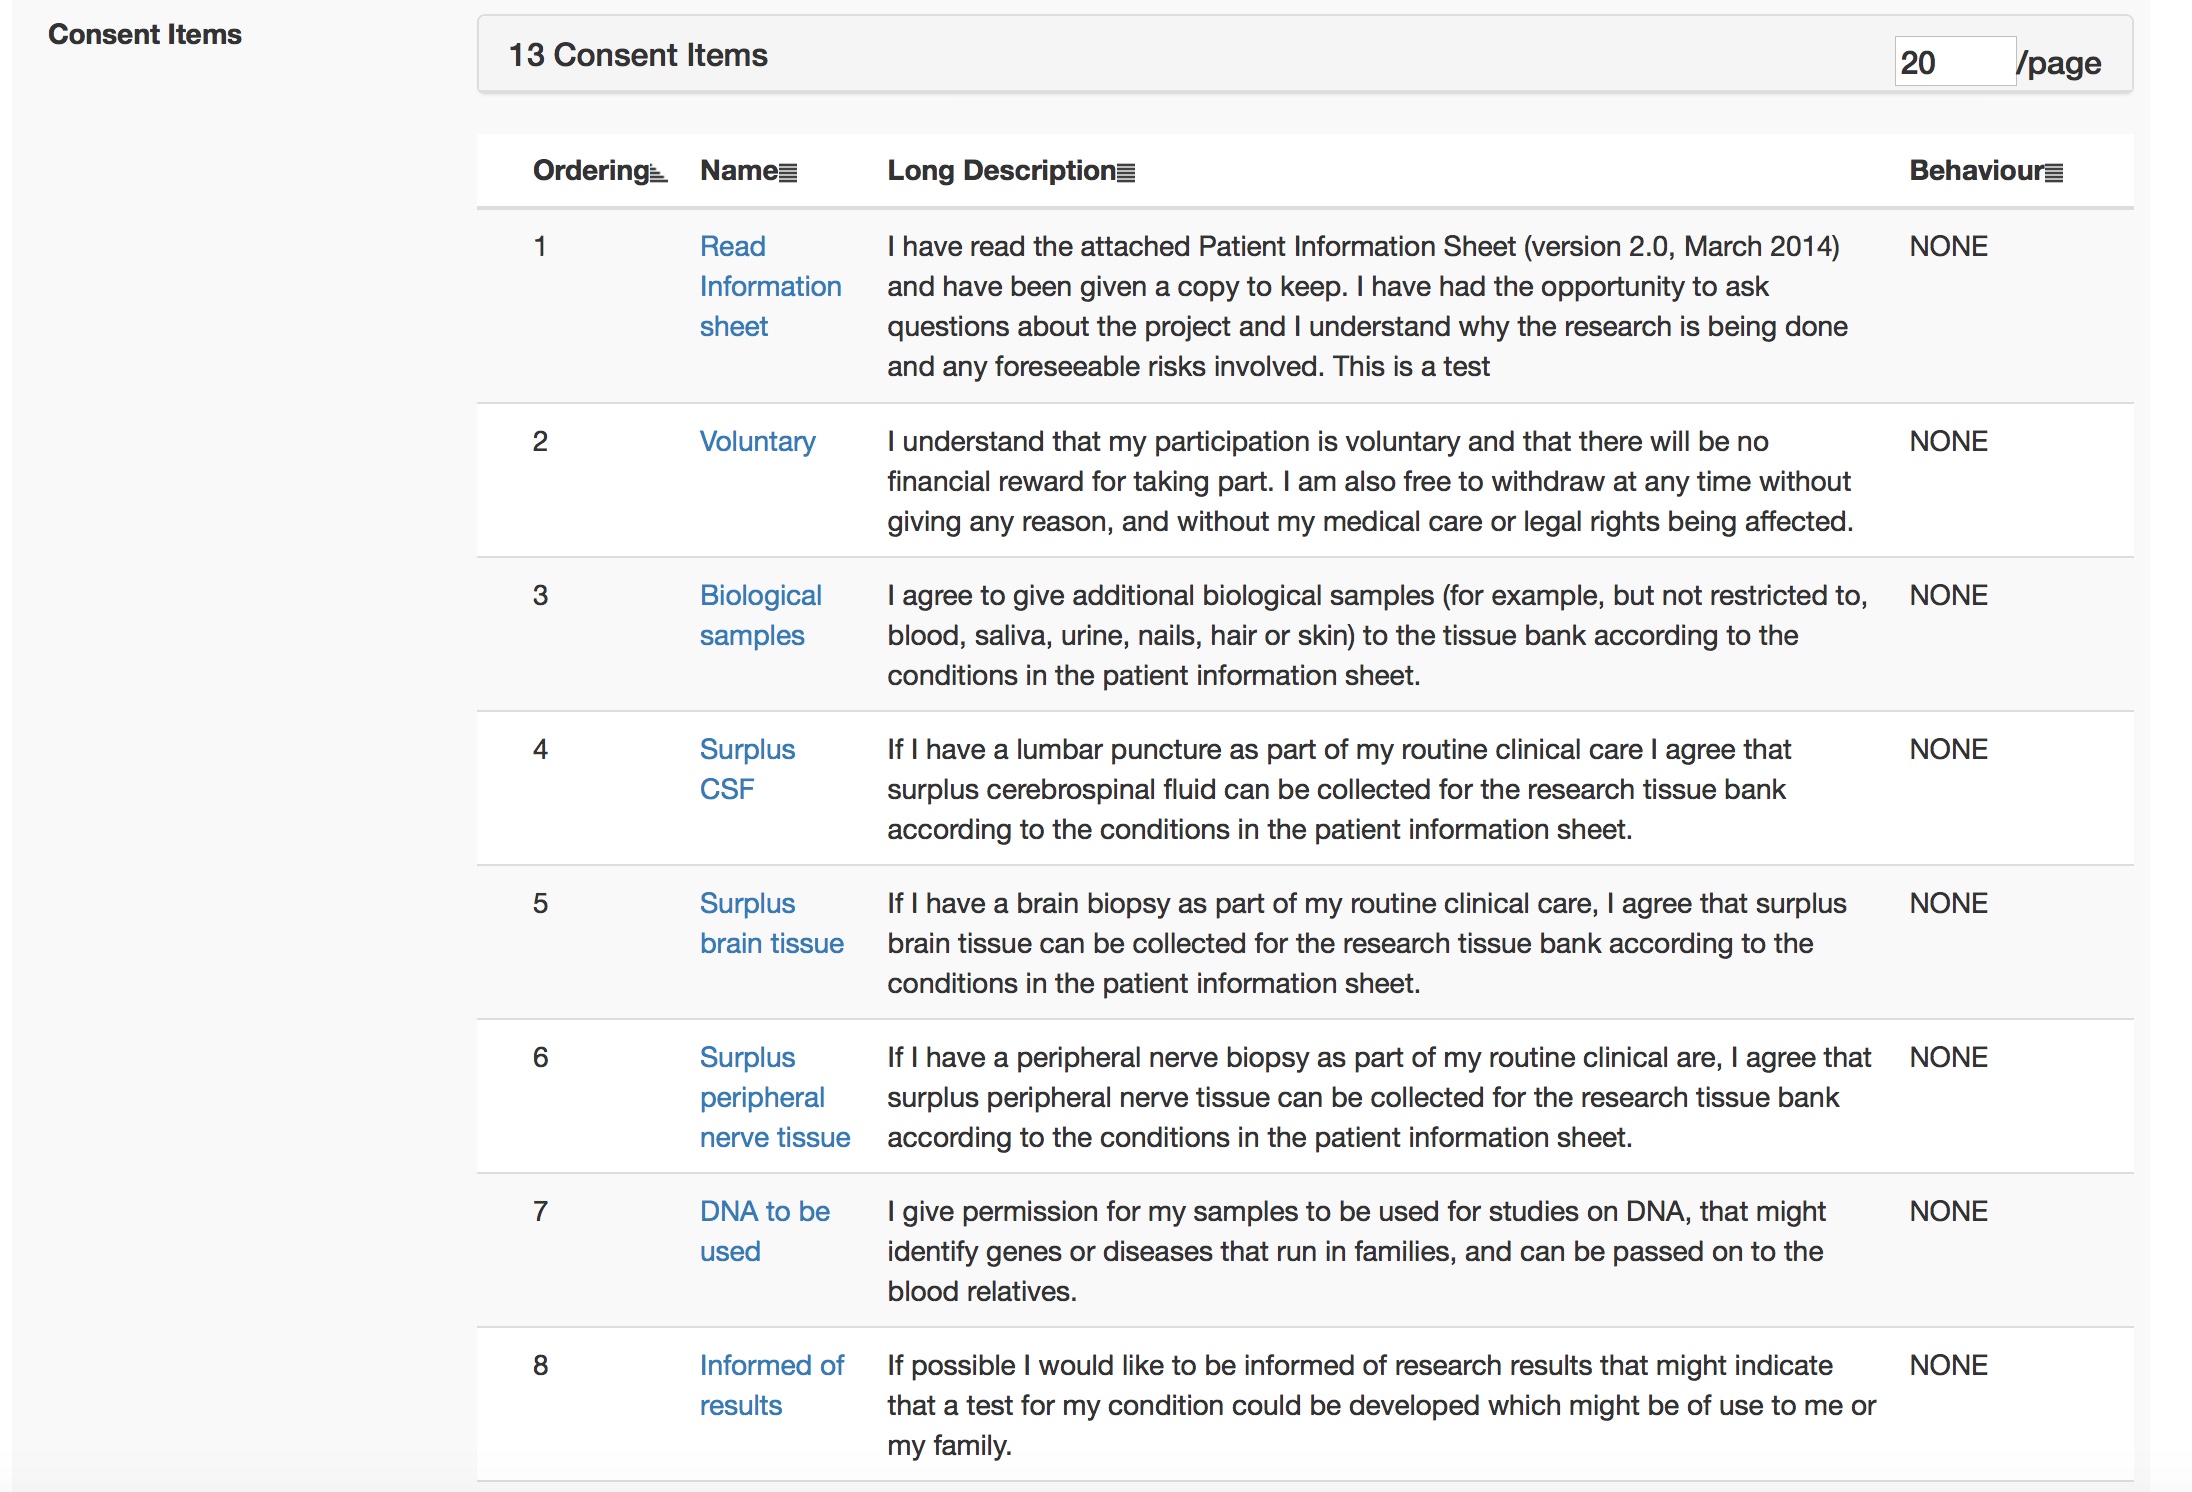 Consent Items
13 Consent Items
20 /page
Ordering Name Long Description Behaviour
1 Read I have read the attached Patient Information Sheet (version 2.0, March 2014) NONE
Information and have been given a copy to keep. I have had the opportunity to ask
sheet questions about the project and I understand why the research is being done
and any foreseeable risks involved. This is a test
2 Voluntary I understand that my participation is voluntary and that there will be no NONE
financial reward for taking part. I am also free to withdraw at any time without
giving any reason, and without my medical care or legal rights being affected.
3 Biological I agree to give additional biological samples (for example, but not restricted to, NONE
samples blood, saliva, urine, nails, hair or skin) to the tissue bank according to the
conditions in the patient information sheet.
4 Surplus If I have a lumbar puncture as part of my routine clinical care I agree that NONE
CSF surplus cerebrospinal fluid can be collected for the research tissue bank
according to the conditions in the patient information sheet.
5 Surplus If I have a brain biopsy as part of my routine clinical care, I agree that surplus NONE
brain tissue brain tissue can be collected for the research tissue bank according to the
conditions in the patient information sheet.
6 Surplus If I have a peripheral nerve biopsy as part of my routine clinical are, I agree that NONE
peripheral surplus peripheral nerve tissue can be collected for the research tissue bank
nerve tissue according to the conditions in the patient information sheet.
7 DNA to be I give permission for my samples to be used for studies on DNA, that might NONE
used identify genes or diseases that run in families, and can be passed on to the
blood relatives.
8 Informed of If possible I would like to be informed of research results that might indicate NONE
results that a test for my condition could be developed which might be of use to me or
my family.